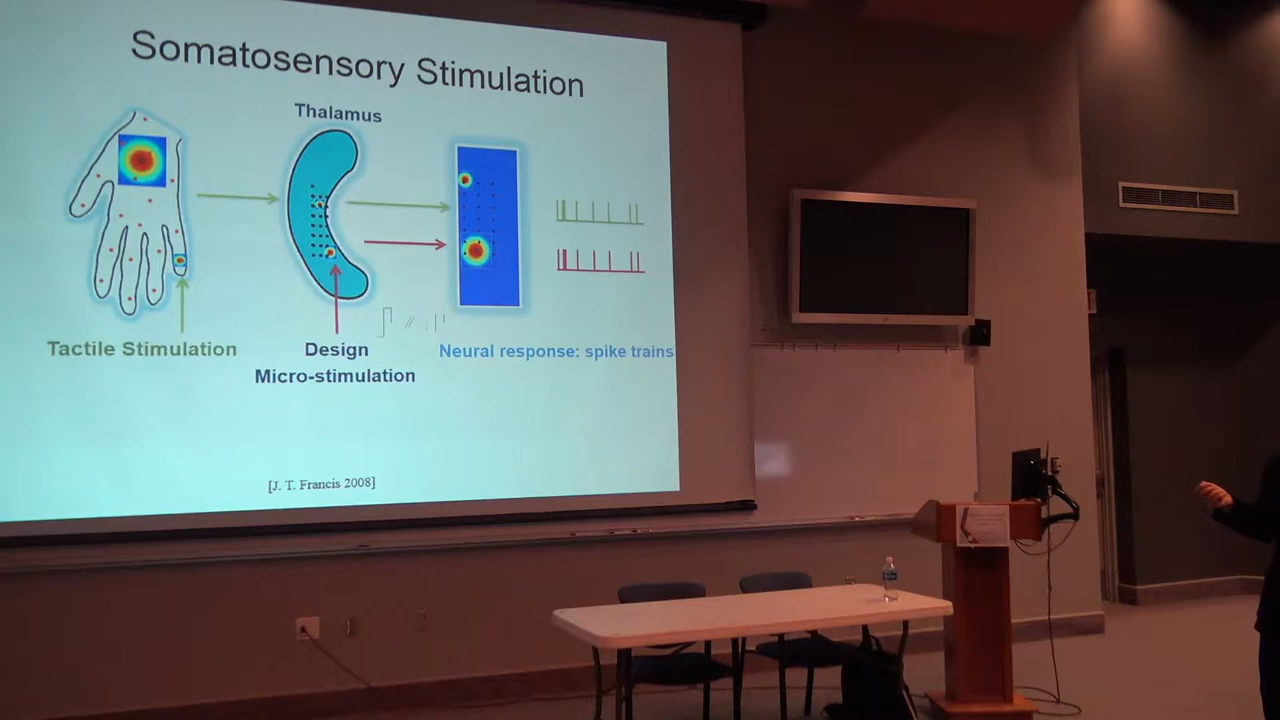 Somatosensory Stimulation
Thalamus
Tactile Stimulation
Design
Micro-stimulation
Neural response: spike trains
[J. T. Francis 2008]